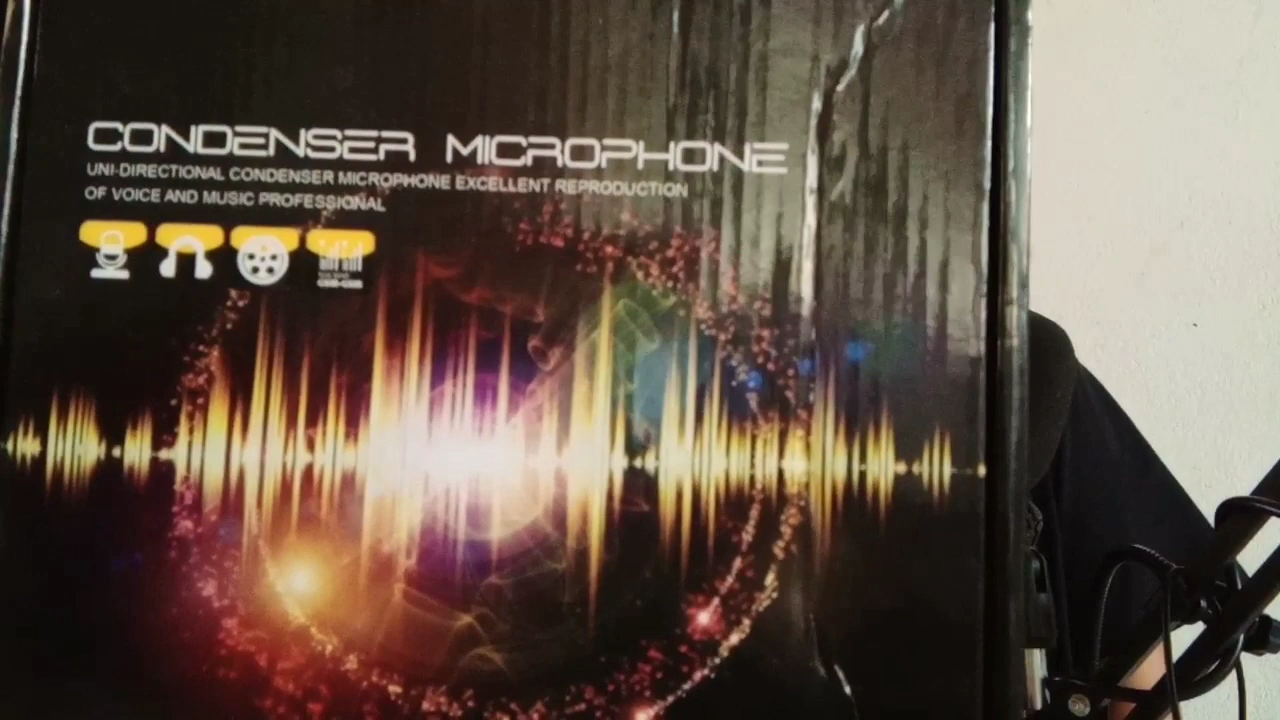 CONDENSER MICROPHONE
UNI-DIRECTIONAL CONDENSER MICROPHONE EXCELLENT REPRODUCTION
OF VOICE AND MUSIC PROFESSIONAL